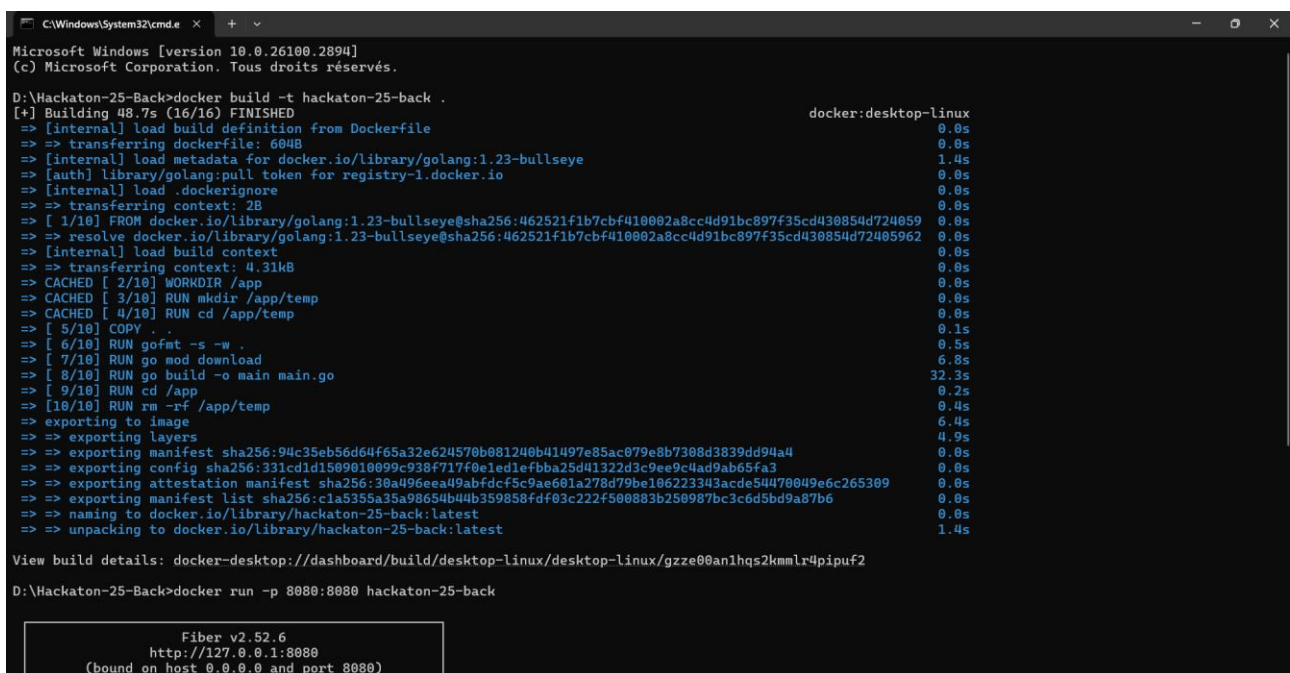 C:\Windows\System32\cmd.e
Microsoft Windows [version 10.0.26100.2894]
(c) Microsoft Corporation. Tous droits réservés.
D:\Hackaton-25-Back>docker build -t hackaton-25-back .
[+] Building 48.7s (16/16) FINISHED docker:desktop-linux
=> [internal] load build definition from Dockerfile 0.0s
=> => transferring dockerfile: 604B 0.0s
=> [internal] load metadata for docker.io/library/golang:1.23-bullseye 1.4s
=> [auth] library/golang:pull token for registry-1.docker.io 0.0s
=> [internal] load .dockerignore 0.0s
=> => transferring context: 2B 0.0s
=> [ 1/10] FROM docker.io/library/golang:1.23-bullseye@sha256:462521f1b7cbf410002a8cc4d91bc897f35cd430854d724059 0.0s
=> => resolve docker.io/library/golang:1.23-bullseye@sha256:462521f1b7cbf410002a8cc4d91bc897f35cd430854d72405962 0.0s
=> [internal] load build context 0.0s
=> => transferring context: 4.31kB 0.0s
=> CACHED [ 2/10] WORKDIR /app 0.0s
=> CACHED [ 3/10] RUN mkdir /app/temp 0.0s
=> CACHED [ 4/10] RUN cd /app/temp 0.0s
=> [ 5/10] COPY . . 0.1s
=> [ 6/10] RUN gofmt -s -w . 0.5s
=> [ 7/10] RUN go mod download 6.8s
=> [ 8/10] RUN go build -o main main.go 32.3s
=> [ 9/10] RUN cd /app 0.2s
=> [10/10] RUN rm -rf /app/temp 0.4s
=> exporting to image 6.4s
=> => exporting layers 4.9s
=> => exporting manifest sha256:94c35eb56d64f65a32e624570b081240b41497e85ac079e8b7308d3839dd94a4 0.0s
=> => exporting config sha256:331cd1d1509010099c938f717f0e1ed1efbba25d41322d3c9ee9c4ad9ab65fa3 0.0s
=> => exporting attestation manifest sha256:30a496eea49abfdcf5c9ae601a278d79be106223343acde54470049e6c265309 0.0s
=> => exporting manifest list sha256:c1a5355a35a98654b44b359858fdf03c222f500883b250987bc3c6d5bd9a87b6 0.0s
=> => naming to docker.io/library/hackaton-25-back:latest 0.0s
=> => unpacking to docker.io/library/hackaton-25-back:latest 1.4s
View build details: docker-desktop://dashboard/build/desktop-linux/desktop-linux/gzze00an1hqs2kmmlr4pipuf2
D:\Hackaton-25-Back>docker run -p 8080:8080 hackaton-25-back
Fiber v2.52.6
http://127.0.0.1:8080
(bound on host 0.0.0.0 and port 8080)